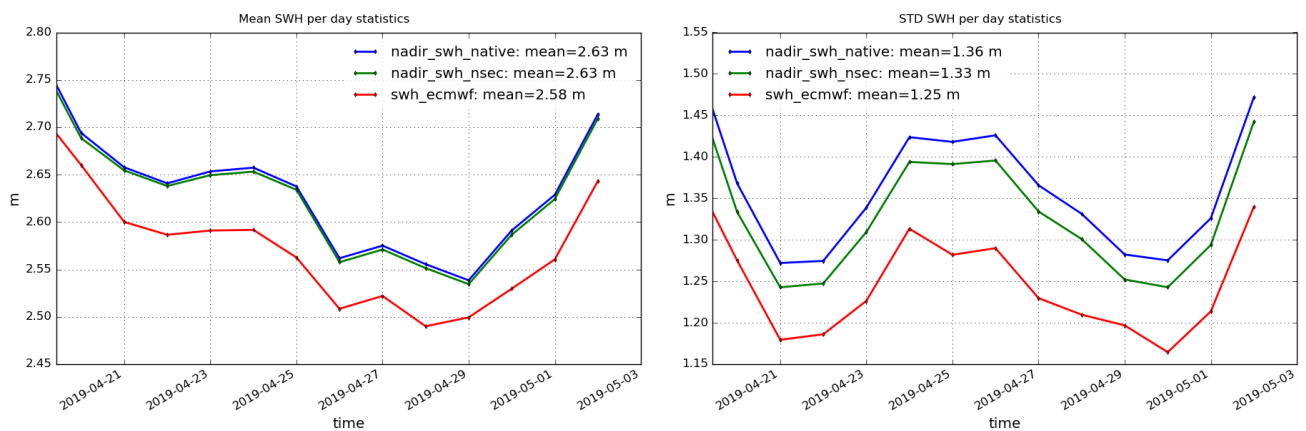 Mean SWH per day statistics
2.80
2.75
2.70
2.65
2.60
2.55
2.50
2.45
m
nadir_swh_native: mean=2.63 m
nadir_swh_nsec: mean=2.63 m
swh_ecmwf: mean=2.58 m
2019-04-21
2019-04-23
2019-04-25
2019-04-27
2019-04-29
2019-05-01
2019-05-03
time
STD SWH per day statistics
1.55
1.50
1.45
1.40
1.35
1.30
1.25
1.20
1.15
m
nadir_swh_native: mean=1.36 m
nadir_swh_nsec: mean=1.33 m
swh_ecmwf: mean=1.25 m
2019-04-21
2019-04-23
2019-04-25
2019-04-27
2019-04-29
2019-05-01
2019-05-03
time